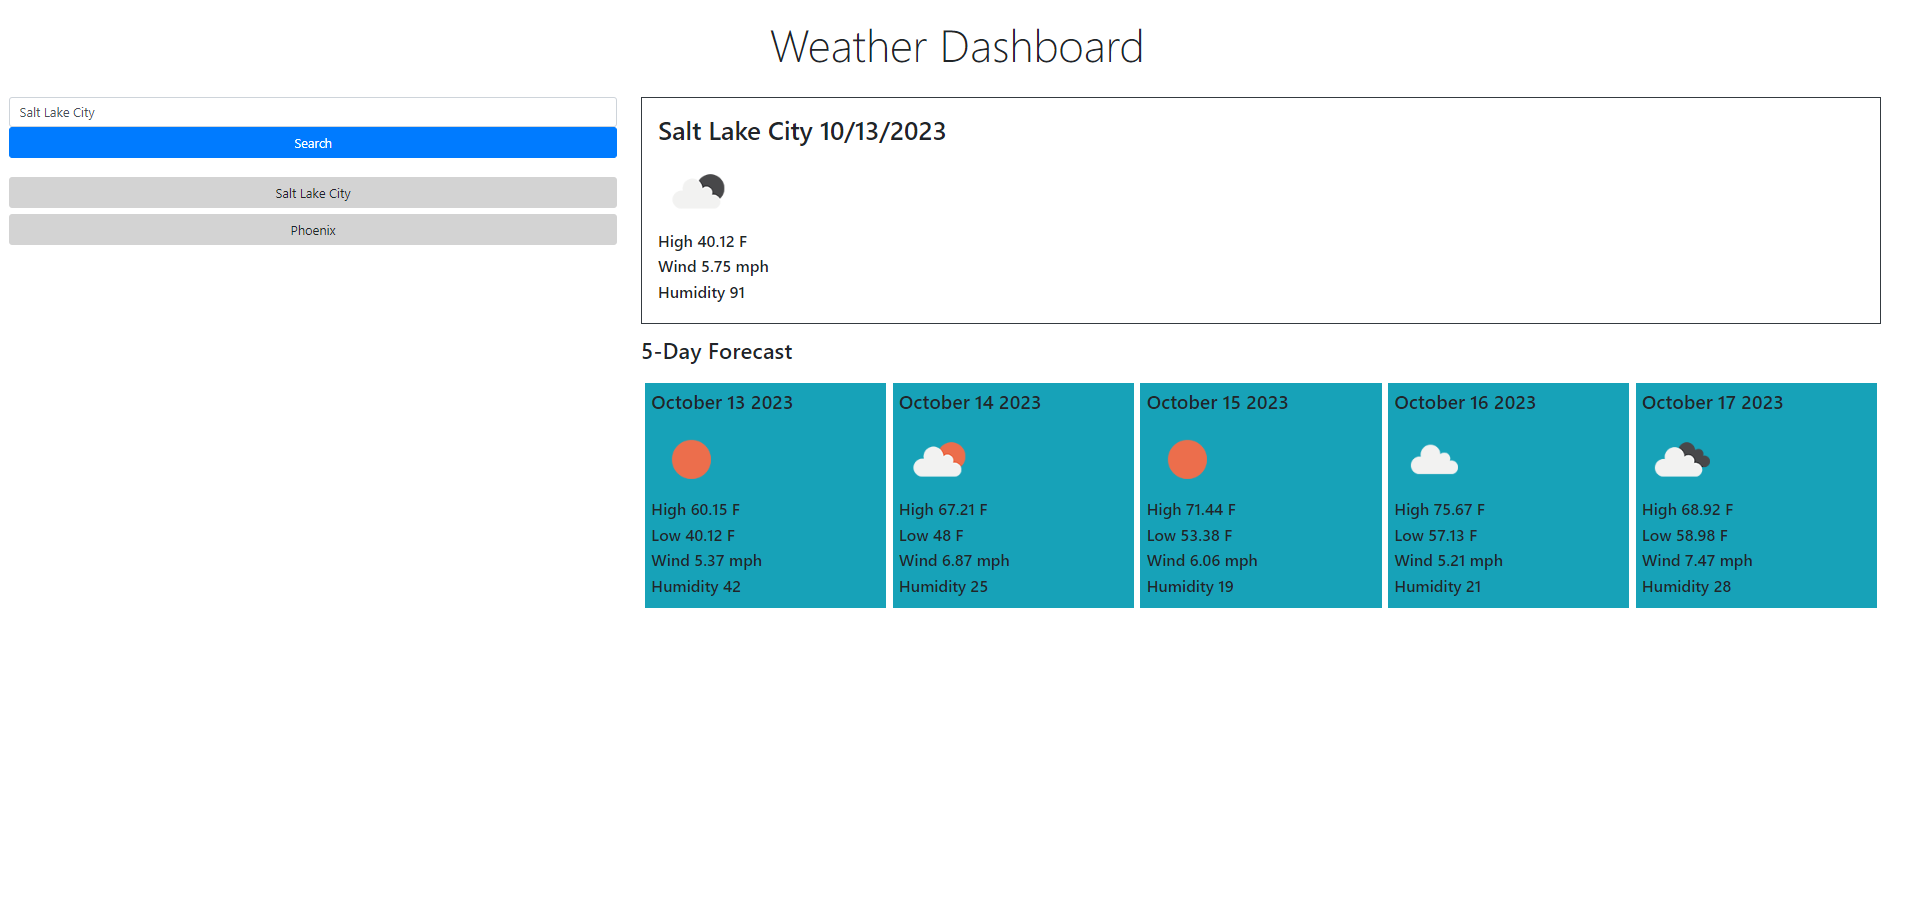 Weather Dashboard
Salt Lake City
Search
Salt Lake City
Phoenix
Salt Lake City 10/13/2023
High 40.12 F
Wind 5.75 mph
Humidity 91
5-Day Forecast
October 13 2023
High 60.15 F
Low 40.12 F
Wind 5.37 mph
Humidity 42
October 14 2023
High 67.21 F
Low 48 F
Wind 6.87 mph
Humidity 25
October 15 2023
High 71.44 F
Low 53.38 F
Wind 6.06 mph
Humidity 19
October 16 2023
High 75.67 F
Low 57.13 F
Wind 5.21 mph
Humidity 21
October 17 2023
High 68.92 F
Low 58.98 F
Wind 7.47 mph
Humidity 28